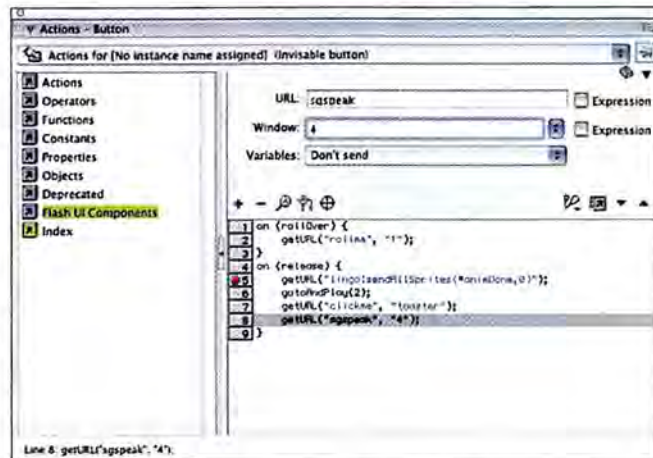 Actions - Button
Actions for [No instance name assigned] (Invisable button)
Actions
Operators
Functions
Constants
Properties
Objects
Deprecated
Flash UI Components
Index
URL: sgspeak
Expression
Window: 4
Expression
Variables: Don't send
1 on (rollOver) {
2 getURL("rollme", "1");
3 }
4 on (release) {
5 getURL("lingo:sendAllSprites(#animDone,0)");
6 gotoAndPlay(2);
7 getURL("clickme", "toaster");
8 getURL("sgspeak", "4");
9 }
Line 8: getURL("sgspeak", "4");